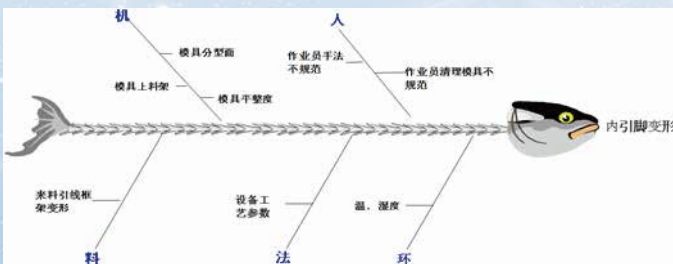 机
人
模具分型面
作业员手法
不规范
模具上料架
作业员清理模具不
规范
模具平整度
内引脚变形
来料引线框
架变形
设备工
艺参数
温、湿度
料
法
环